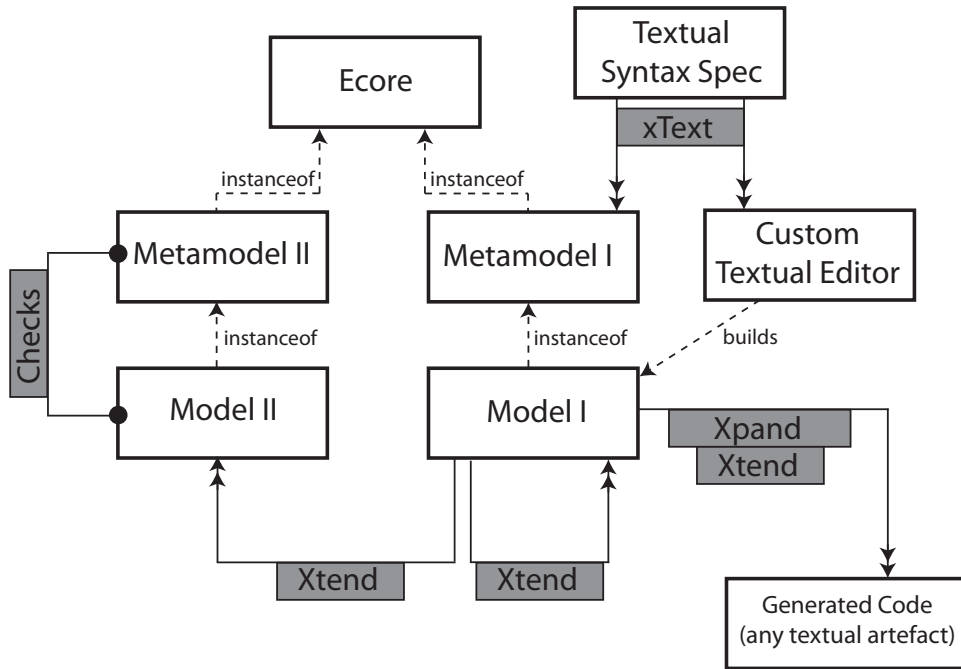 Textual
Syntax Spec
Ecore
xText
instanceof
instanceof
Metamodel II
Metamodel I
Custom
Textual Editor
Checks
instanceof
instanceof
builds
Model II
Model I
Xpand
Xtend
Xtend
Xtend
Generated Code
(any textual artefact)